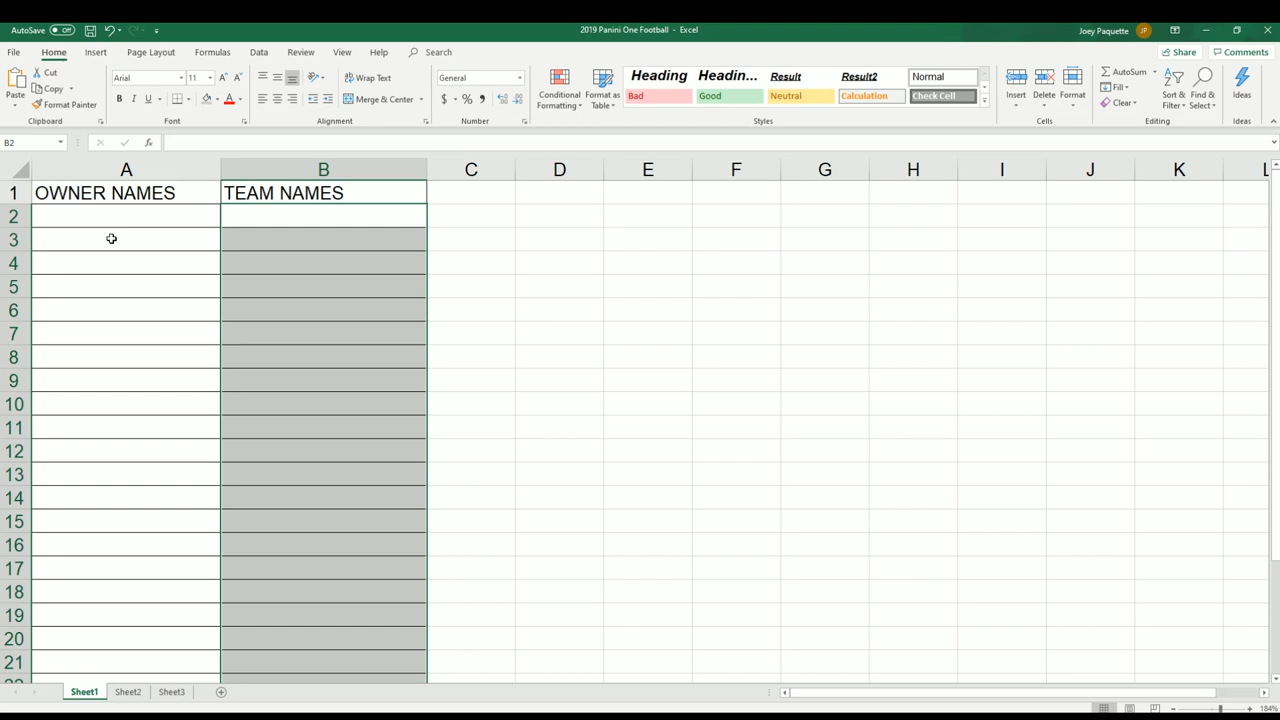 AutoSave Off 2019 Panini One Football - Excel Joey Paquette JP
File Home Insert Page Layout Formulas Data Review View Help Search Share Comments
Paste Cut Copy Format Painter Clipboard
Arial 11 B I U A Font
Wrap Text Merge & Center Alignment
General $ % Number
Conditional Formatting Format as Table
Heading Headin... Result Result2 Normal
Bad Good Neutral Calculation Check Cell
Styles
Insert Delete Format Cells
AutoSum Fill Clear Sort & Filter Find & Select Editing
Ideas Ideas
B2 fx
A B C D E F G H I J K L
1 OWNER NAMES TEAM NAMES
2
3
4
5
6
7
8
9
10
11
12
13
14
15
16
17
18
19
20
21
22
Sheet1 Sheet2 Sheet3
184%